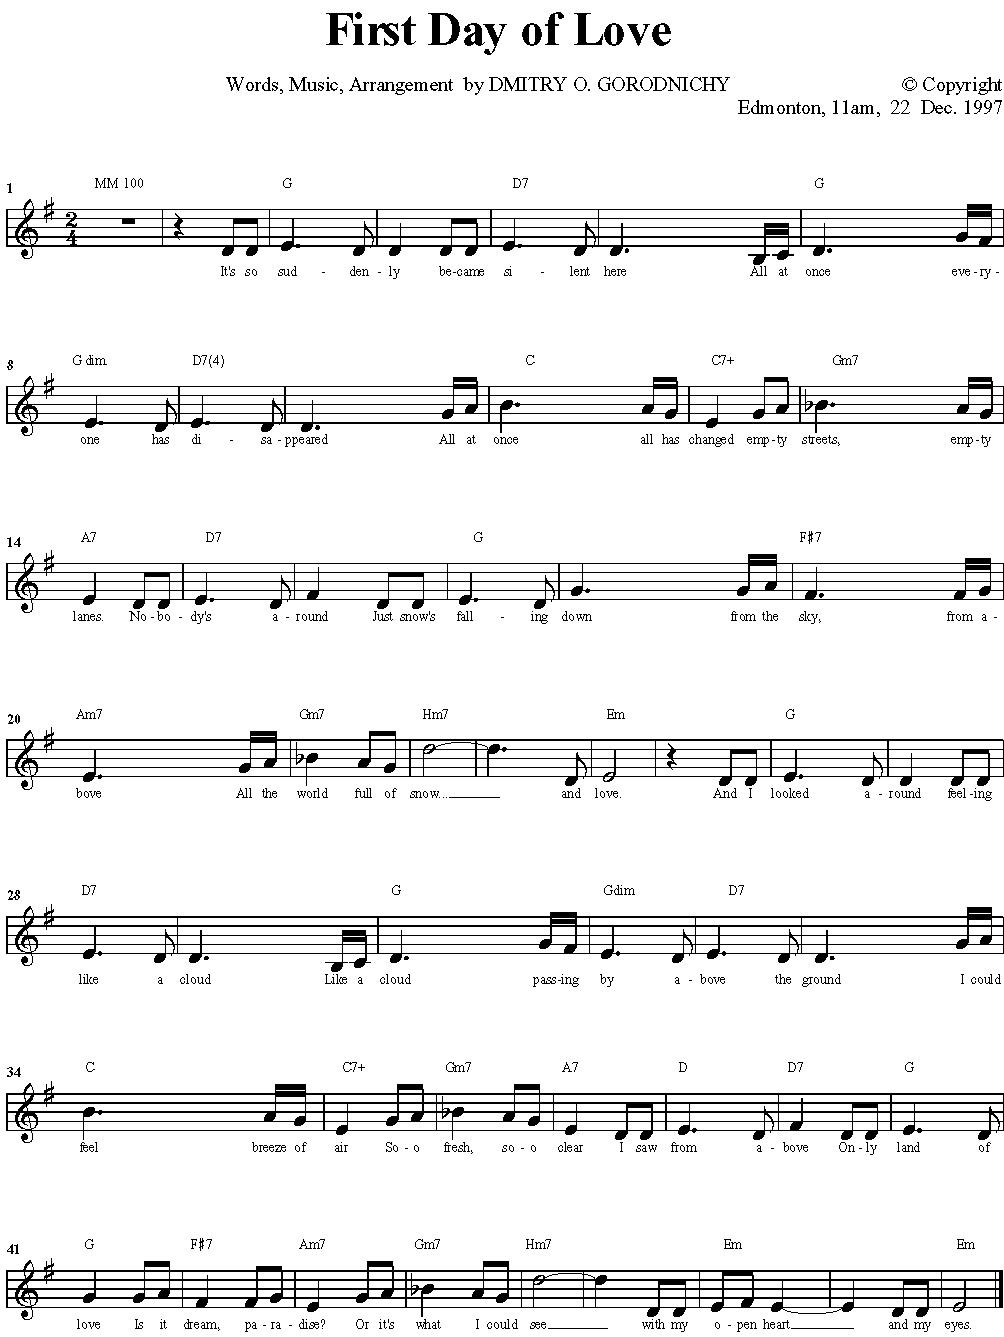 First Day of Love
Words, Music, Arrangement by DMITRY O. GORODNICHY
© Copyright
Edmonton, 11am, 22 Dec. 1997
1 MM 100 G D7 G
2 4
It's so sud - den - ly be-came si - lent here All at once eve-ry-
8 G dim D7(4) C C7+ Gm7
one has di - sa-ppeared All at once all has changed emp-ty streets, emp-ty
14 A7 D7 G F#7
lanes. No-bo-dy's a-round Just snow's fall - ing down from the sky, from a-
20 Am7 Gm7 Hm7 Em G
bove All the world full of snow... and love. And I looked a-round feel-ing
28 D7 G Gdim D7
like a cloud Like a cloud pass-ing by a-bove the ground I could
34 C C7+ Gm7 A7 D D7 G
feel breeze of air So-o fresh, so-o clear I saw from a-bove On-ly land of
41 G F#7 Am7 Gm7 Hm7 Em Em
love Is it dream, pa-ra-dise? Or it's what I could see with my o-pen heart and my eyes.